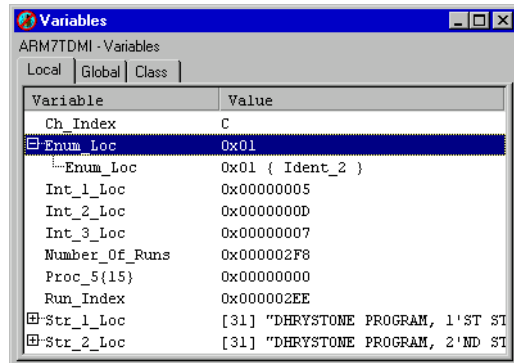 Variables
ARM7TDMI - Variables
Local Global Class
Variable Value
Ch_Index C
Enum_Loc 0x01
Enum_Loc 0x01 { Ident_2 }
Int_1_Loc 0x00000005
Int_2_Loc 0x0000000D
Int_3_Loc 0x00000007
Number_Of_Runs 0x000002F8
Proc_5{15} 0x00000000
Run_Index 0x000002EE
Str_1_Loc [31] "DHRYSTONE PROGRAM, 1'ST ST
Str_2_Loc [31] "DHRYSTONE PROGRAM, 2'ND ST